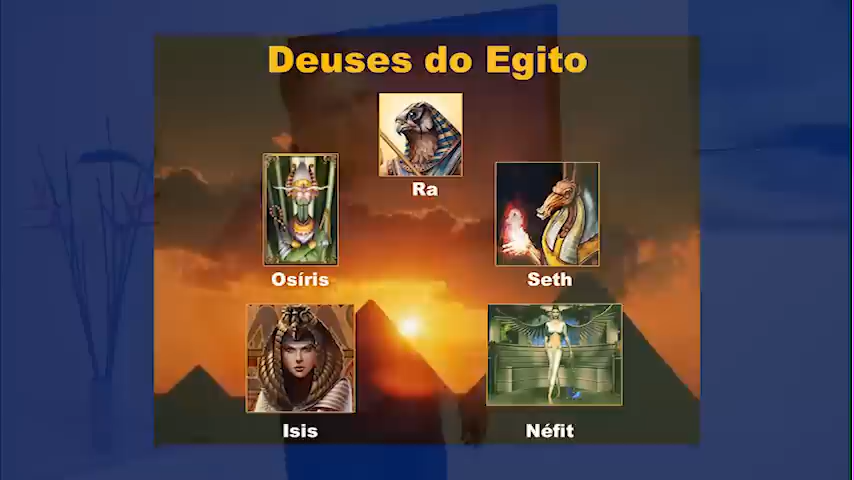 Deuses do Egito
Ra
Osíris
Seth
Isis
Néfit